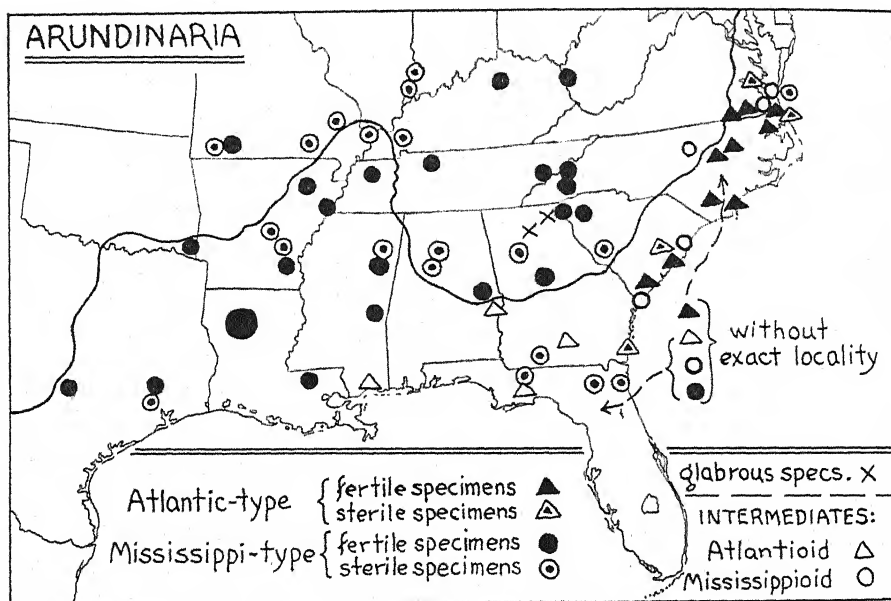 ARUNDINARIA
without
exact locality
Atlantic-type { fertile specimens
sterile specimens
Mississippi-type { fertile specimens
sterile specimens
glabrous specs. X
INTERMEDIATES:
Atlantioid
Mississippioid